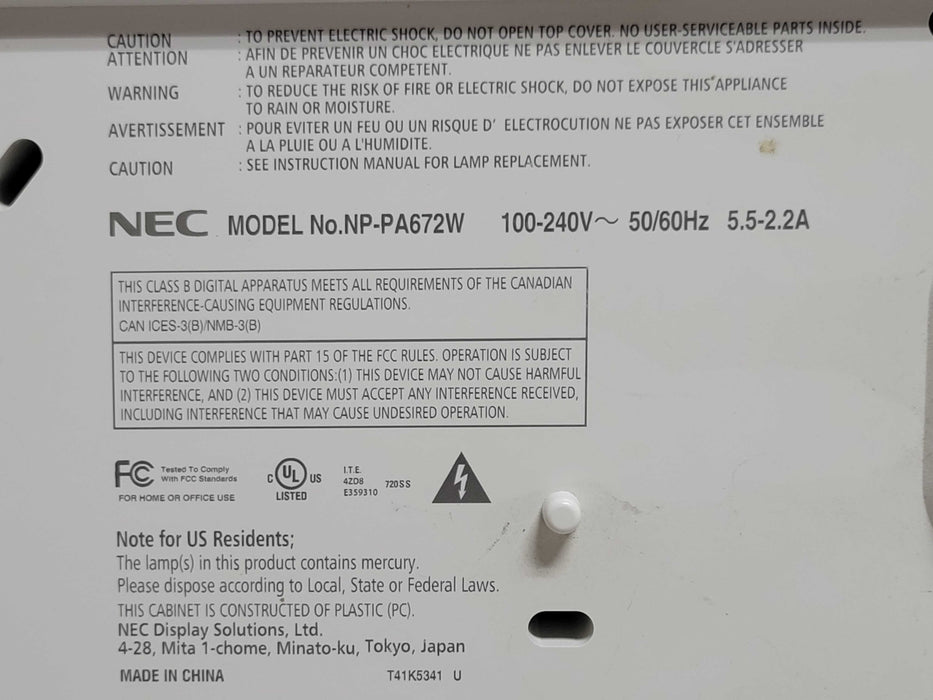 CAUTION : TO PREVENT ELECTRIC SHOCK, DO NOT OPEN TOP COVER. NO USER-SERVICEABLE PARTS INSIDE.
ATTENTION : AFIN DE PREVENIR UN CHOC ELECTRIQUE NE PAS ENLEVER LE COUVERCLE S'ADRESSER
A UN REPARATEUR COMPETENT.
WARNING : TO REDUCE THE RISK OF FIRE OR ELECTRIC SHOCK, DO NOT EXPOSE THIS APPLIANCE
TO RAIN OR MOISTURE.
AVERTISSEMENT : POUR EVITER UN FEU OU UN RISQUE D' ELECTROCUTION NE PAS EXPOSER CET ENSEMBLE
A LA PLUIE OU A L'HUMIDITE.
CAUTION : SEE INSTRUCTION MANUAL FOR LAMP REPLACEMENT.
NEC MODEL No.NP-PA672W 100-240V～ 50/60Hz 5.5-2.2A
THIS CLASS B DIGITAL APPARATUS MEETS ALL REQUIREMENTS OF THE CANADIAN
INTERFERENCE-CAUSING EQUIPMENT REGULATIONS.
CAN ICES-3(B)/NMB-3(B)
THIS DEVICE COMPLIES WITH PART 15 OF THE FCC RULES. OPERATION IS SUBJECT
TO THE FOLLOWING TWO CONDITIONS:(1) THIS DEVICE MAY NOT CAUSE HARMFUL
INTERFERENCE, AND (2) THIS DEVICE MUST ACCEPT ANY INTERFERENCE RECEIVED,
INCLUDING INTERFERENCE THAT MAY CAUSE UNDESIRED OPERATION.
FC Tested To Comply
With FCC Standards
FOR HOME OR OFFICE USE
C UL US
LISTED
I.T.E.
4ZD8
E359310
720SS
Note for US Residents;
The lamp(s) in this product contains mercury.
Please dispose according to Local, State or Federal Laws.
THIS CABINET IS CONSTRUCTED OF PLASTIC (PC).
NEC Display Solutions, Ltd.
4-28, Mita 1-chome, Minato-ku, Tokyo, Japan
MADE IN CHINA T41K5341 U